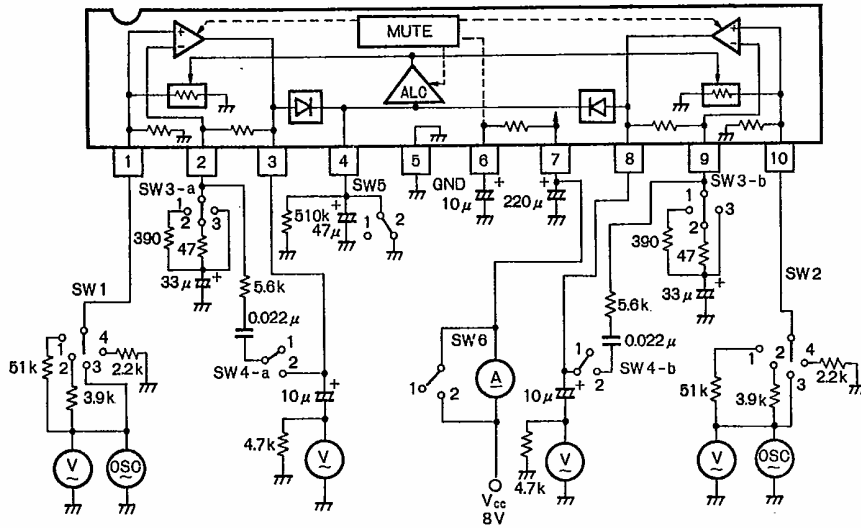 + MUTE +
- -
ALC
1 2 3 4 5 6 7 8 9 10
GND
SW3-a SW5 SW3-b
1 2 3
390 47
33μ +
510k
+ 47μ
1 2
+ 10μ
+ 220μ
1 2 3
390 47
33μ +
5.6k
0.022μ
5.6k
0.022μ
SW1
1 2 3 4
51k
3.9k
2.2k
SW4-a
1 2
10μ +
4.7k
SW6
1 2
A
SW4-b
1 2
10μ +
4.7k
SW2
1 2 3 4
51k
3.9k
2.2k
V OSC V V V OSC
Vcc
8V